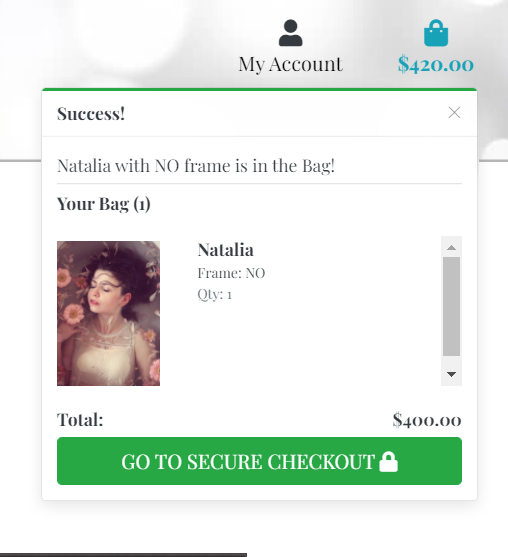 My Account
$420.00
Success!
Natalia with NO frame is in the Bag!
Your Bag (1)
Natalia
Frame: NO
Qty: 1
Total: $400.00
GO TO SECURE CHECKOUT